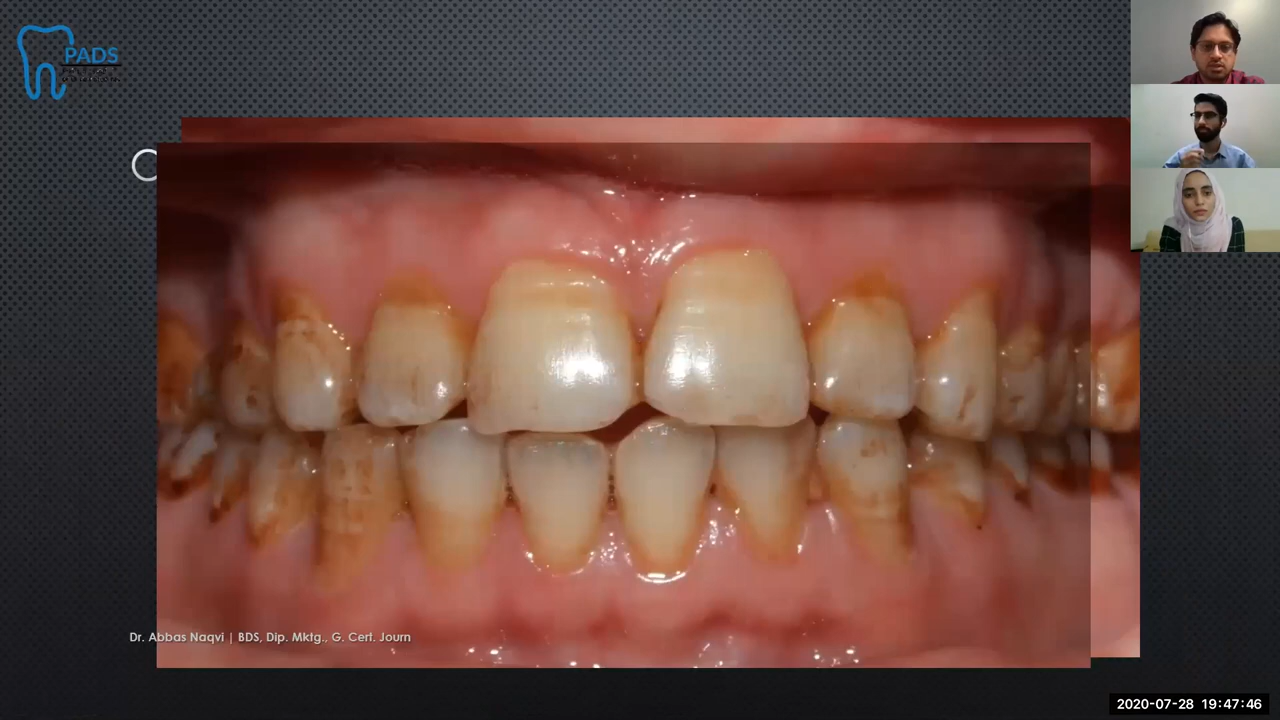 PADS
Dr. Abbas Naqvi | BDS, Dip. Mktg., G. Cert. Journ
2020-07-28 19:47:46